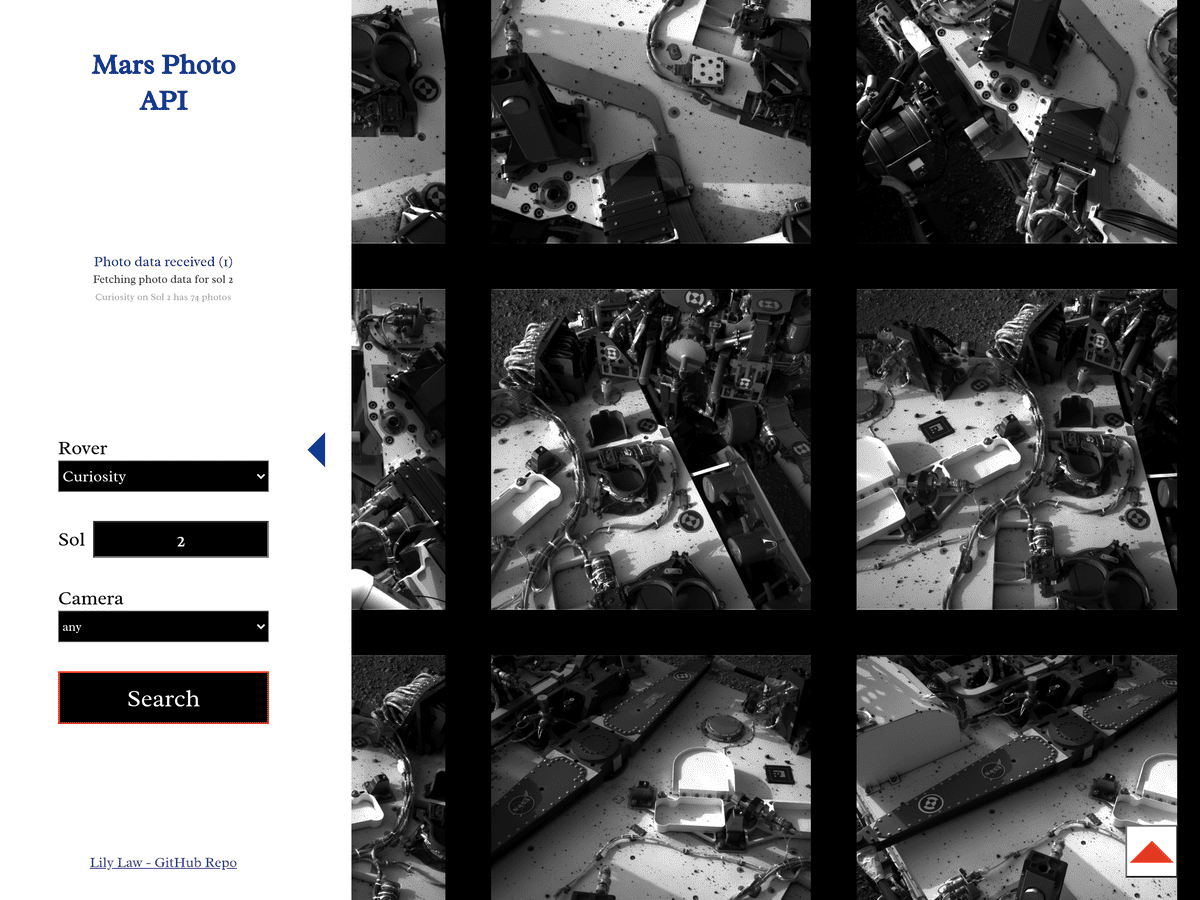 Mars Photo
API
Photo data received (1)
Fetching photo data for sol 2
Curiosity on Sol 2 has 74 photos
Rover
Curiosity
Sol 2
Camera
any
Search
Lily Law - GitHub Repo